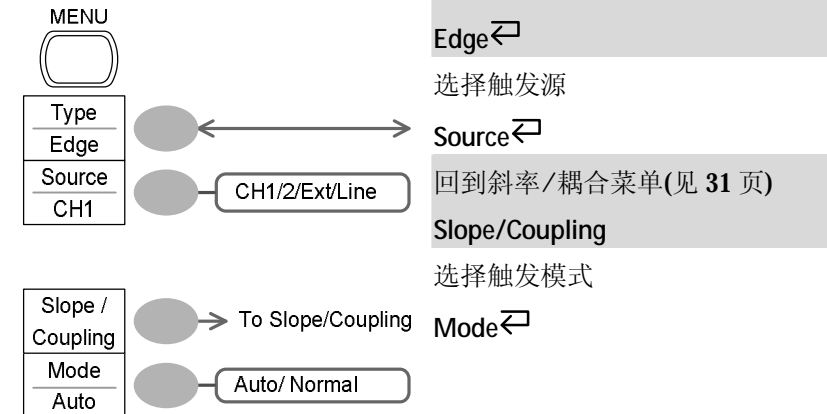 MENU
Type
Edge
Source
CH1
CH1/2/Ext/Line
Slope /
Coupling
To Slope/Coupling
Mode
Auto
Auto/ Normal
Edge
选择触发源
Source
回到斜率/耦合菜单(见 31 页)
Slope/Coupling
选择触发模式
Mode